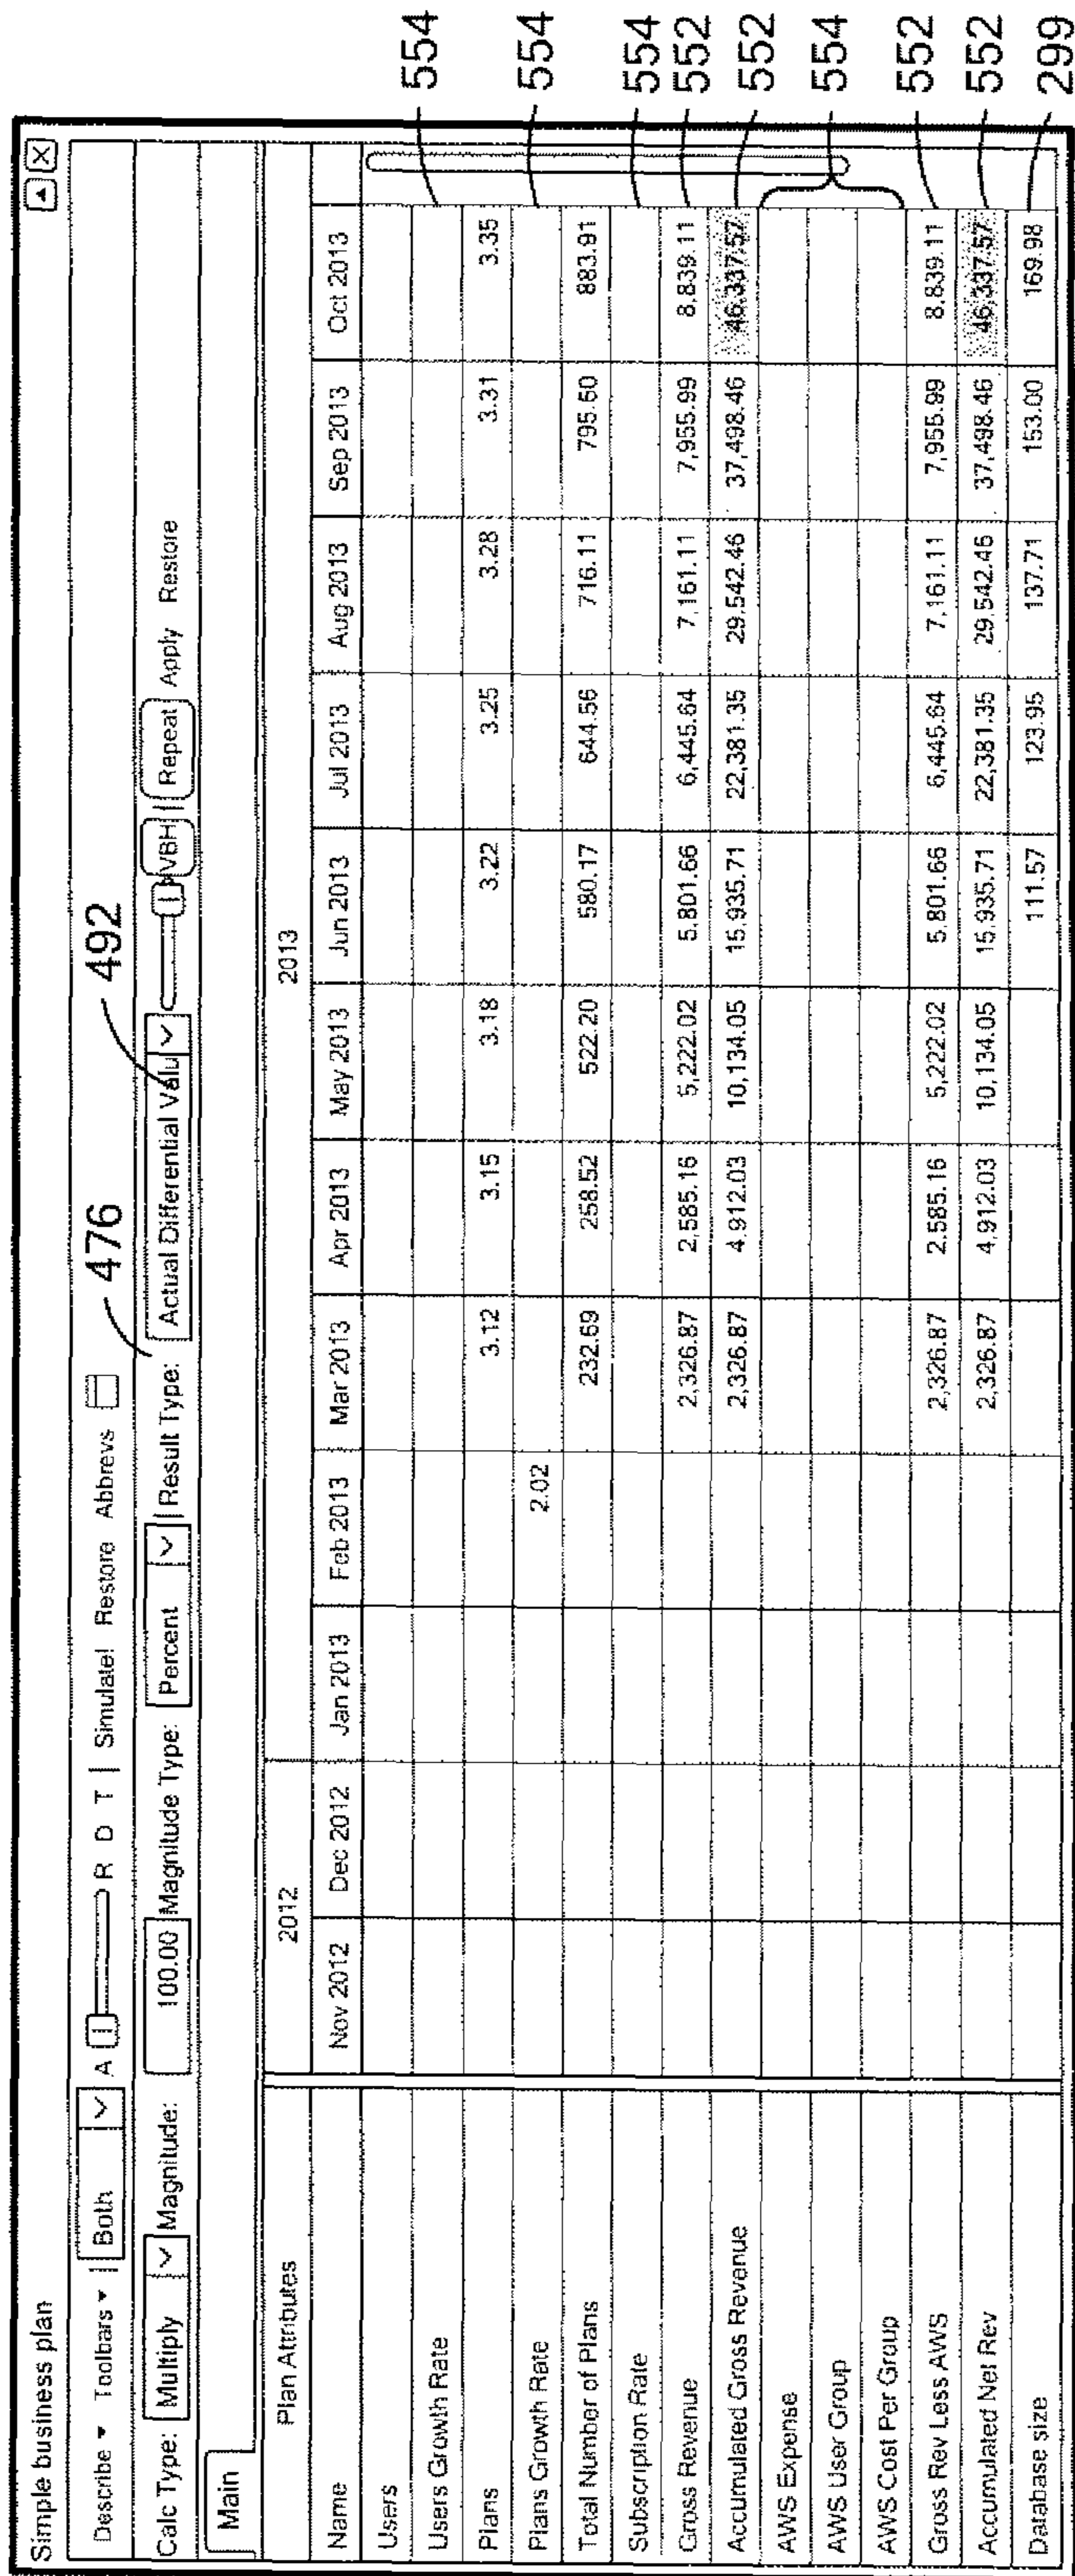 Simple business plan
Describe Toolbars | Both A R D T | Simulate! Restore Abbrevs 476 492
Calc Type: Multiply | Magnitude: 100.00 Magnitude Type: Percent | Result Type: Actual Differential Valu VBH | Repeat Apply Restore
Main
Plan Attributes 2012 2013
Name Nov 2012 Dec 2012 Jan 2013 Feb 2013 Mar 2013 Apr 2013 May 2013 Jun 2013 Jul 2013 Aug 2013 Sep 2013 Oct 2013
Users
Users Growth Rate 554
Plans 3.12 3.15 3.18 3.22 3.25 3.28 3.31 3.35
Plans Growth Rate 2.02 554
Total Number of Plans 232.69 258.52 522.20 580.17 644.56 716.11 795.60 883.91
Subscription Rate 554
Gross Revenue 2,326.87 2,585.16 5,222.02 5.801.66 6,445.64 7,161.11 7,955.99 8.839.11 552
Accumulated Gross Revenue 2,326.87 4.912.03 10,134.05 15.935.71 22,381.35 29.542.46 37,498.46 46,337.57 552
AWS Expense
AWS User Group 554
AWS Cost Per Group
Gross Rev Less AWS 2,326.87 2.585.16 5,222.02 5.801.66 6,445.64 7,161.11 7,955.99 8,839.11 552
Accumulated Net Rev 2,326.87 4,912.03 10,134.05 15,935.71 22,381.35 29,542.46 37,498.46 46,337.57 552
Database size 111.57 123.95 137.71 153.00 169.98 299